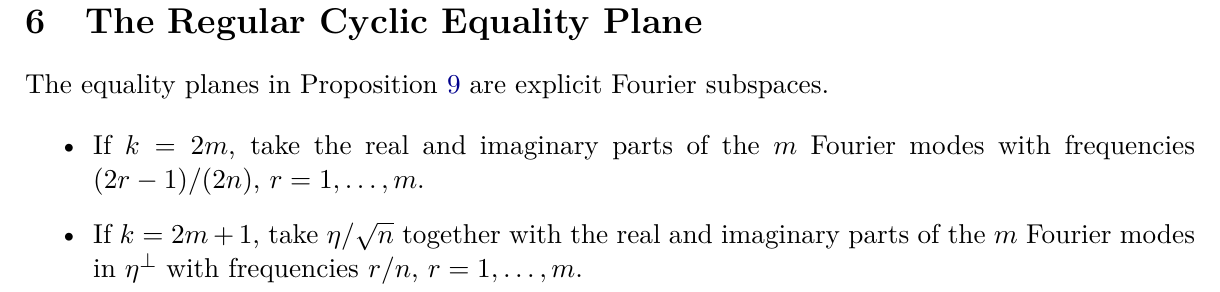 6 The Regular Cyclic Equality Plane
The equality planes in Proposition 9 are explicit Fourier subspaces.
• If k = 2m, take the real and imaginary parts of the m Fourier modes with frequencies
(2r − 1)/(2n), r = 1, . . . , m.
• If k = 2m + 1, take η/√n together with the real and imaginary parts of the m Fourier modes
in η⊥ with frequencies r/n, r = 1, . . . , m.